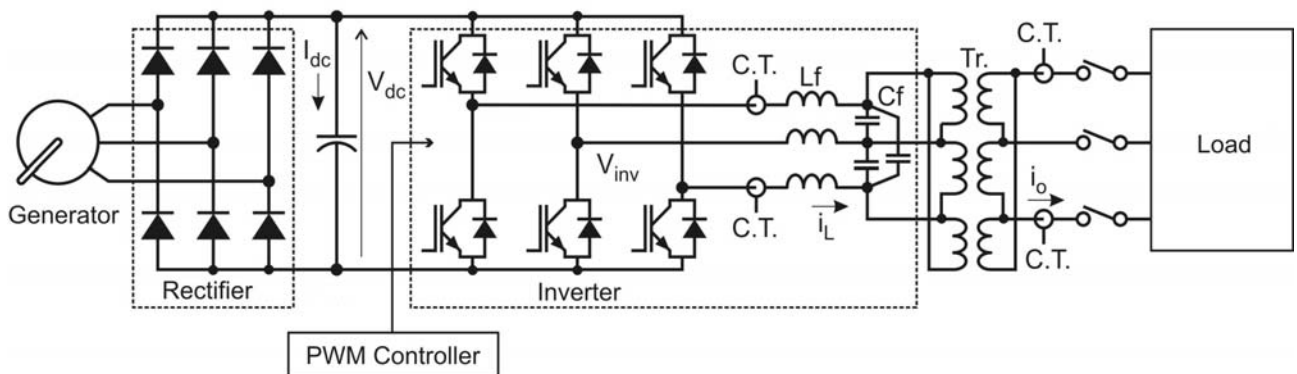 C.T.
I_dc
V_dc
C.T.
Lf
Tr.
Cf
Load
V_inv
Generator
C.T.
i_L
i_o
C.T.
Rectifier
Inverter
PWM Controller